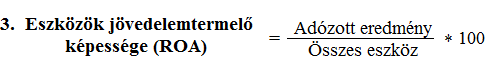 3. Eszközök jövedelemtermelő
képessége (ROA)
= Adózott eredmény
Összes eszköz
* 100